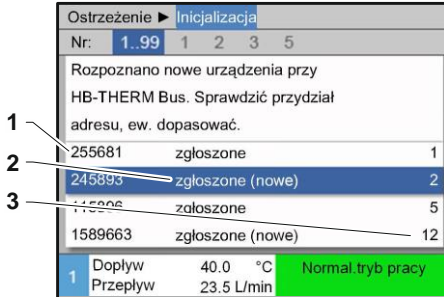 Ostrzeżenie ► Inicjalizacja
Nr: 1..99 1 2 3 5
Rozpoznano nowe urządzenia przy
HB-THERM Bus. Sprawdzić przydział
adresu, ew. dopasować.
1
255681 zgłoszone 1
2
245893 zgłoszone (nowe) 2
3
zgłoszone 5
1589663 zgłoszone (nowe) 12
1 Dopływ 40.0 °C Normal.tryb pracy
Przepływ 23.5 L/min